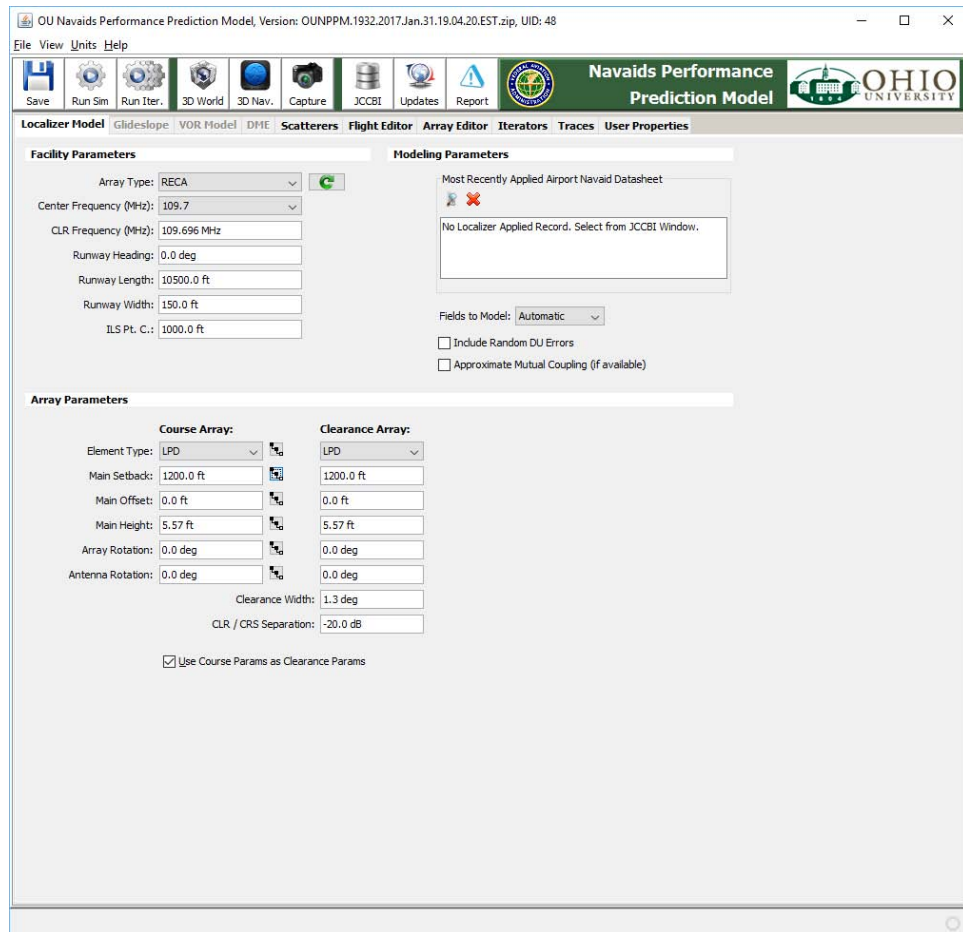 OU Navaids Performance Prediction Model, Version: OUNPPM.1932.2017.Jan.31.19.04.20.EST.zip, UID: 48
File View Units Help
Save Run Sim Run Iter. 3D World 3D Nav. Capture JCCBI Updates Report
FEDERAL AVIATION ADMINISTRATION
Navaids Performance
Prediction Model
1804
OHIO
UNIVERSITY
Localizer Model Glideslope VOR Model DME Scatterers Flight Editor Array Editor Iterators Traces User Properties
Facility Parameters
Array Type: RECA
Center Frequency (MHz): 109.7
CLR Frequency (MHz): 109.696 MHz
Runway Heading: 0.0 deg
Runway Length: 10500.0 ft
Runway Width: 150.0 ft
ILS Pt. C.: 1000.0 ft
Modeling Parameters
Most Recently Applied Airport Navaid Datasheet
No Localizer Applied Record. Select from JCCBI Window.
Fields to Model: Automatic
Include Random DU Errors
Approximate Mutual Coupling (if available)
Array Parameters
Course Array: Clearance Array:
Element Type: LPD LPD
Main Setback: 1200.0 ft 1200.0 ft
Main Offset: 0.0 ft 0.0 ft
Main Height: 5.57 ft 5.57 ft
Array Rotation: 0.0 deg 0.0 deg
Antenna Rotation: 0.0 deg 0.0 deg
Clearance Width: 1.3 deg
CLR / CRS Separation: -20.0 dB
Use Course Params as Clearance Params